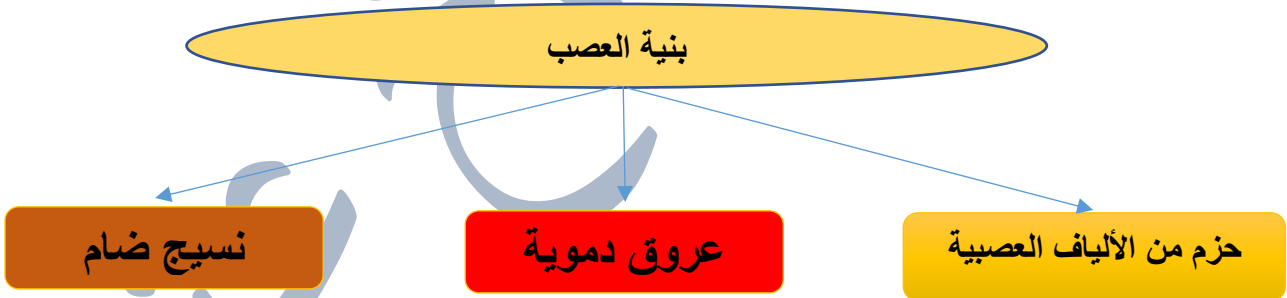 بنية العصب
حزم من الألياف العصبية
عروق دموية
نسيج ضام